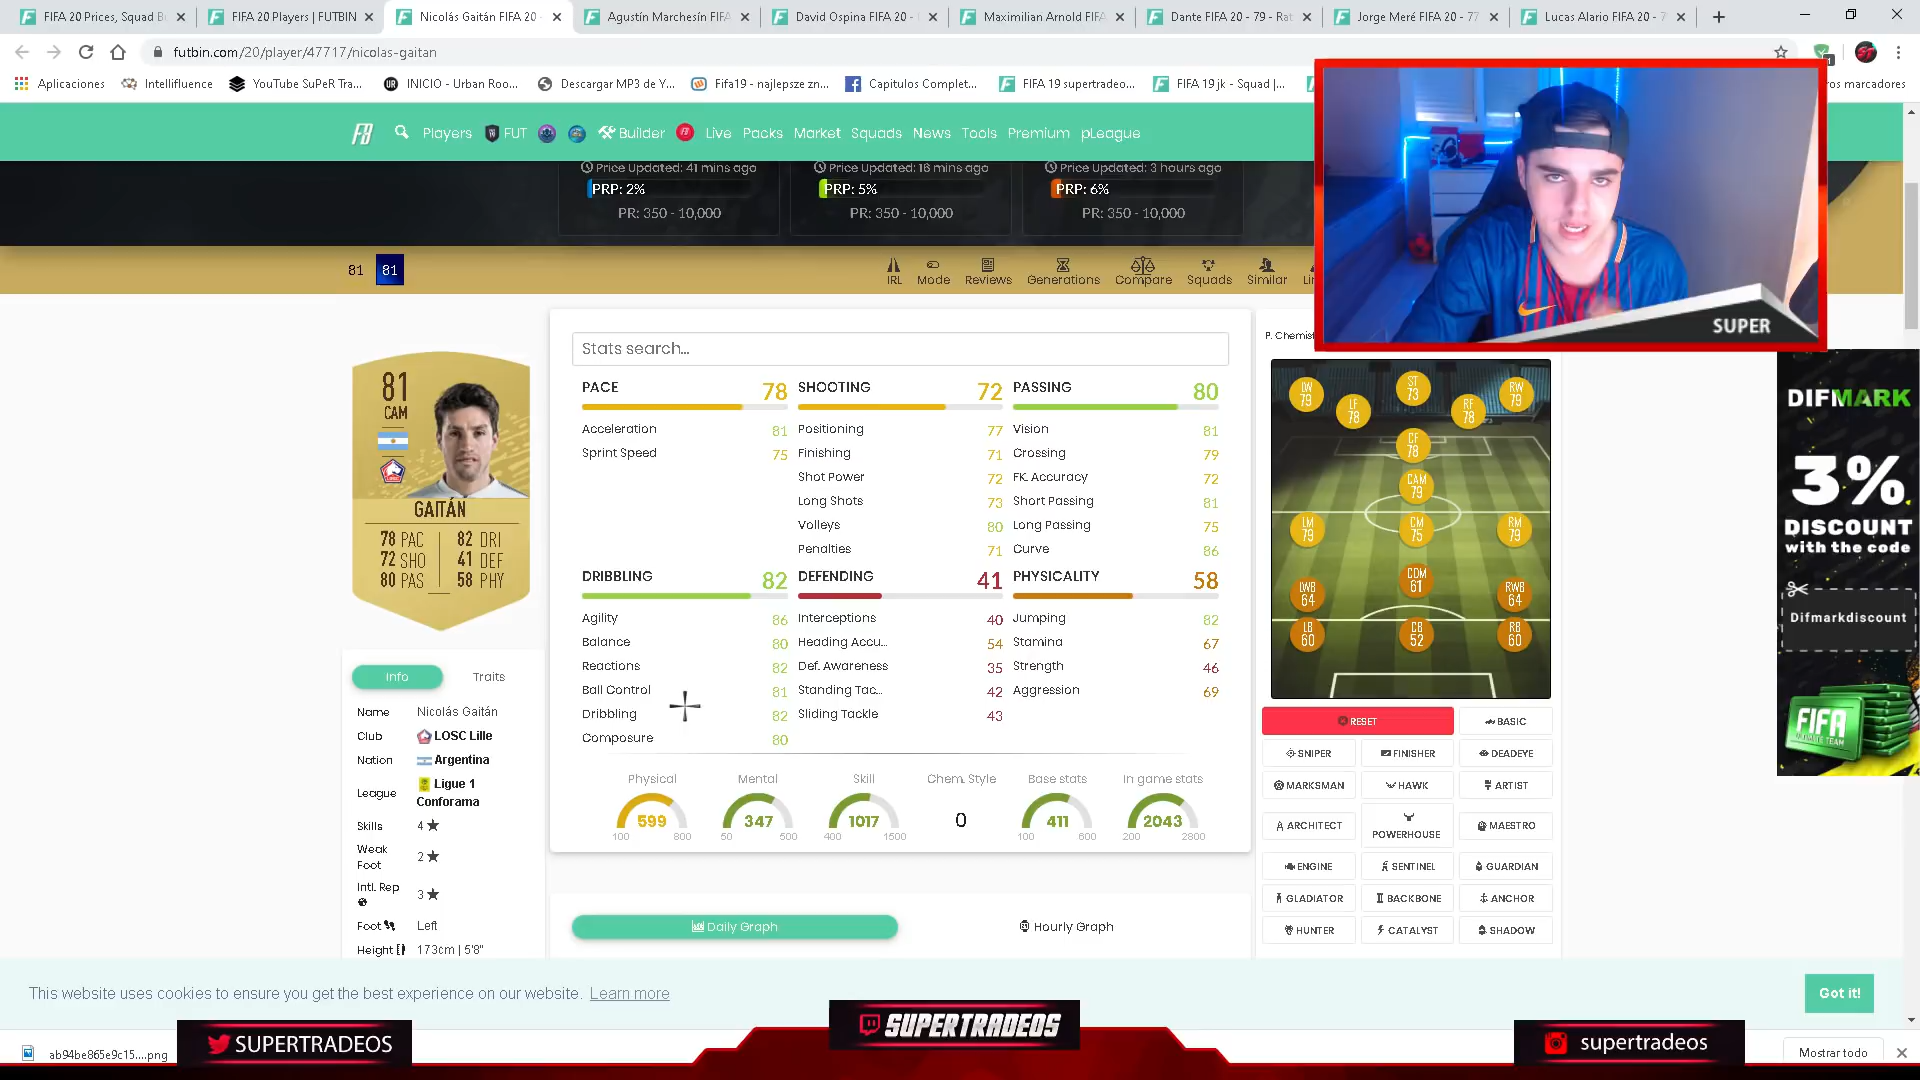 FIFA 20 Prices, Squad B
FIFA 20 Players | FUTBIN
Nicolás Gaitán FIFA 20 -
Agustín Marchesín FIFA
David Ospina FIFA 20 -
Maximilian Arnold FIFA
Dante FIFA 20 - 79 - Rat
Jorge Meré FIFA 20 - 77
Lucas Alario FIFA 20 - 7
futbin.com/20/player/47717/nicolas-gaitan
Aplicaciones
Intellifluence
YouTube SuPeR Tra...
INICIO - Urban Roo...
Descargar MP3 de Y...
Fifa19 - najlepsze zn...
Capitulos Complet...
FIFA 19 supertradeo...
FIFA 19 jk - Squad |...
ros marcadores
Players
FUT
Builder
Live
Packs
Market
Squads
News
Tools
Premium
pLeague
Price Updated: 41 mins ago
PRP: 2%
PR: 350 - 10,000
Price Updated: 16 mins ago
PRP: 5%
PR: 350 - 10,000
Price Updated: 3 hours ago
PRP: 6%
PR: 350 - 10,000
SUPER
81
81
IRL
Mode
Reviews
Generations
Compare
Squads
Similar
81
CAM
GAITÁN
78 PAC 82 DRI
72 SHO 41 DEF
80 PAS 58 PHY
Info
Traits
Name Nicolás Gaitán
Club LOSC Lille
Nation Argentina
League Ligue 1
Conforama
Skills 4
Weak
Foot 2
Intl. Rep 3
Foot Left
Height 173cm | 5'8"
Stats search...
PACE 78
Acceleration 81
Sprint Speed 75
SHOOTING 72
Positioning 77
Finishing 71
Shot Power 72
Long Shots 73
Volleys 80
Penalties 71
PASSING 80
Vision 81
Crossing 79
FK. Accuracy 72
Short Passing 81
Long Passing 75
Curve 86
DRIBBLING 82
Agility 86
Balance 80
Reactions 82
Ball Control 81
Dribbling 82
Composure 80
DEFENDING 41
Interceptions 40
Heading Accu... 54
Def. Awareness 35
Standing Tac... 42
Sliding Tackle 43
PHYSICALITY 58
Jumping 82
Stamina 67
Strength 46
Aggression 69
Physical
599
100 800
Mental
347
50 500
Skill
1017
400 1500
Chem. Style
0
Base stats
411
100 600
In game stats
2043
200 2800
Daily Graph
Hourly Graph
P. Chemist
LW
79
ST
73
RW
79
LF
78
RF
78
CF
78
CAM
79
LM
79
CM
75
RM
79
CDM
61
LWB
64
RWB
64
LB
60
CB
52
RB
60
RESET
BASIC
SNIPER
FINISHER
DEADEYE
MARKSMAN
HAWK
ARTIST
ARCHITECT
POWERHOUSE
MAESTRO
ENGINE
SENTINEL
GUARDIAN
GLADIATOR
BACKBONE
ANCHOR
HUNTER
CATALYST
SHADOW
DIFMARK
3%
DISCOUNT
with the code
Difmarkdiscount
FIFA
This website uses cookies to ensure you get the best experience on our website. Learn more
Got it!
ab94be865e9c15....png
SUPERTRADEOS
SUPERTRADEOS
supertradeos
Mostrar todo